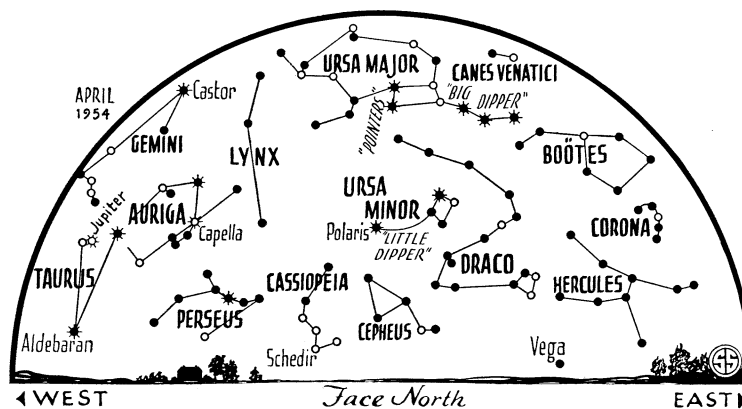 URSA MAJOR
CANES VENATICI
"BIG DIPPER"
"POINTERS"
APRIL
1954
Castor
GEMINI
LYNX
BOÖTES
Jupiter
AURIGA
Capella
URSA
MINOR
Polaris
"LITTLE
DIPPER"
CORONA
TAURUS
CASSIOPEIA
DRACO
HERCULES
PERSEUS
CEPHEUS
Aldebaran
Schedir
Vega
WEST
Face North
EAST